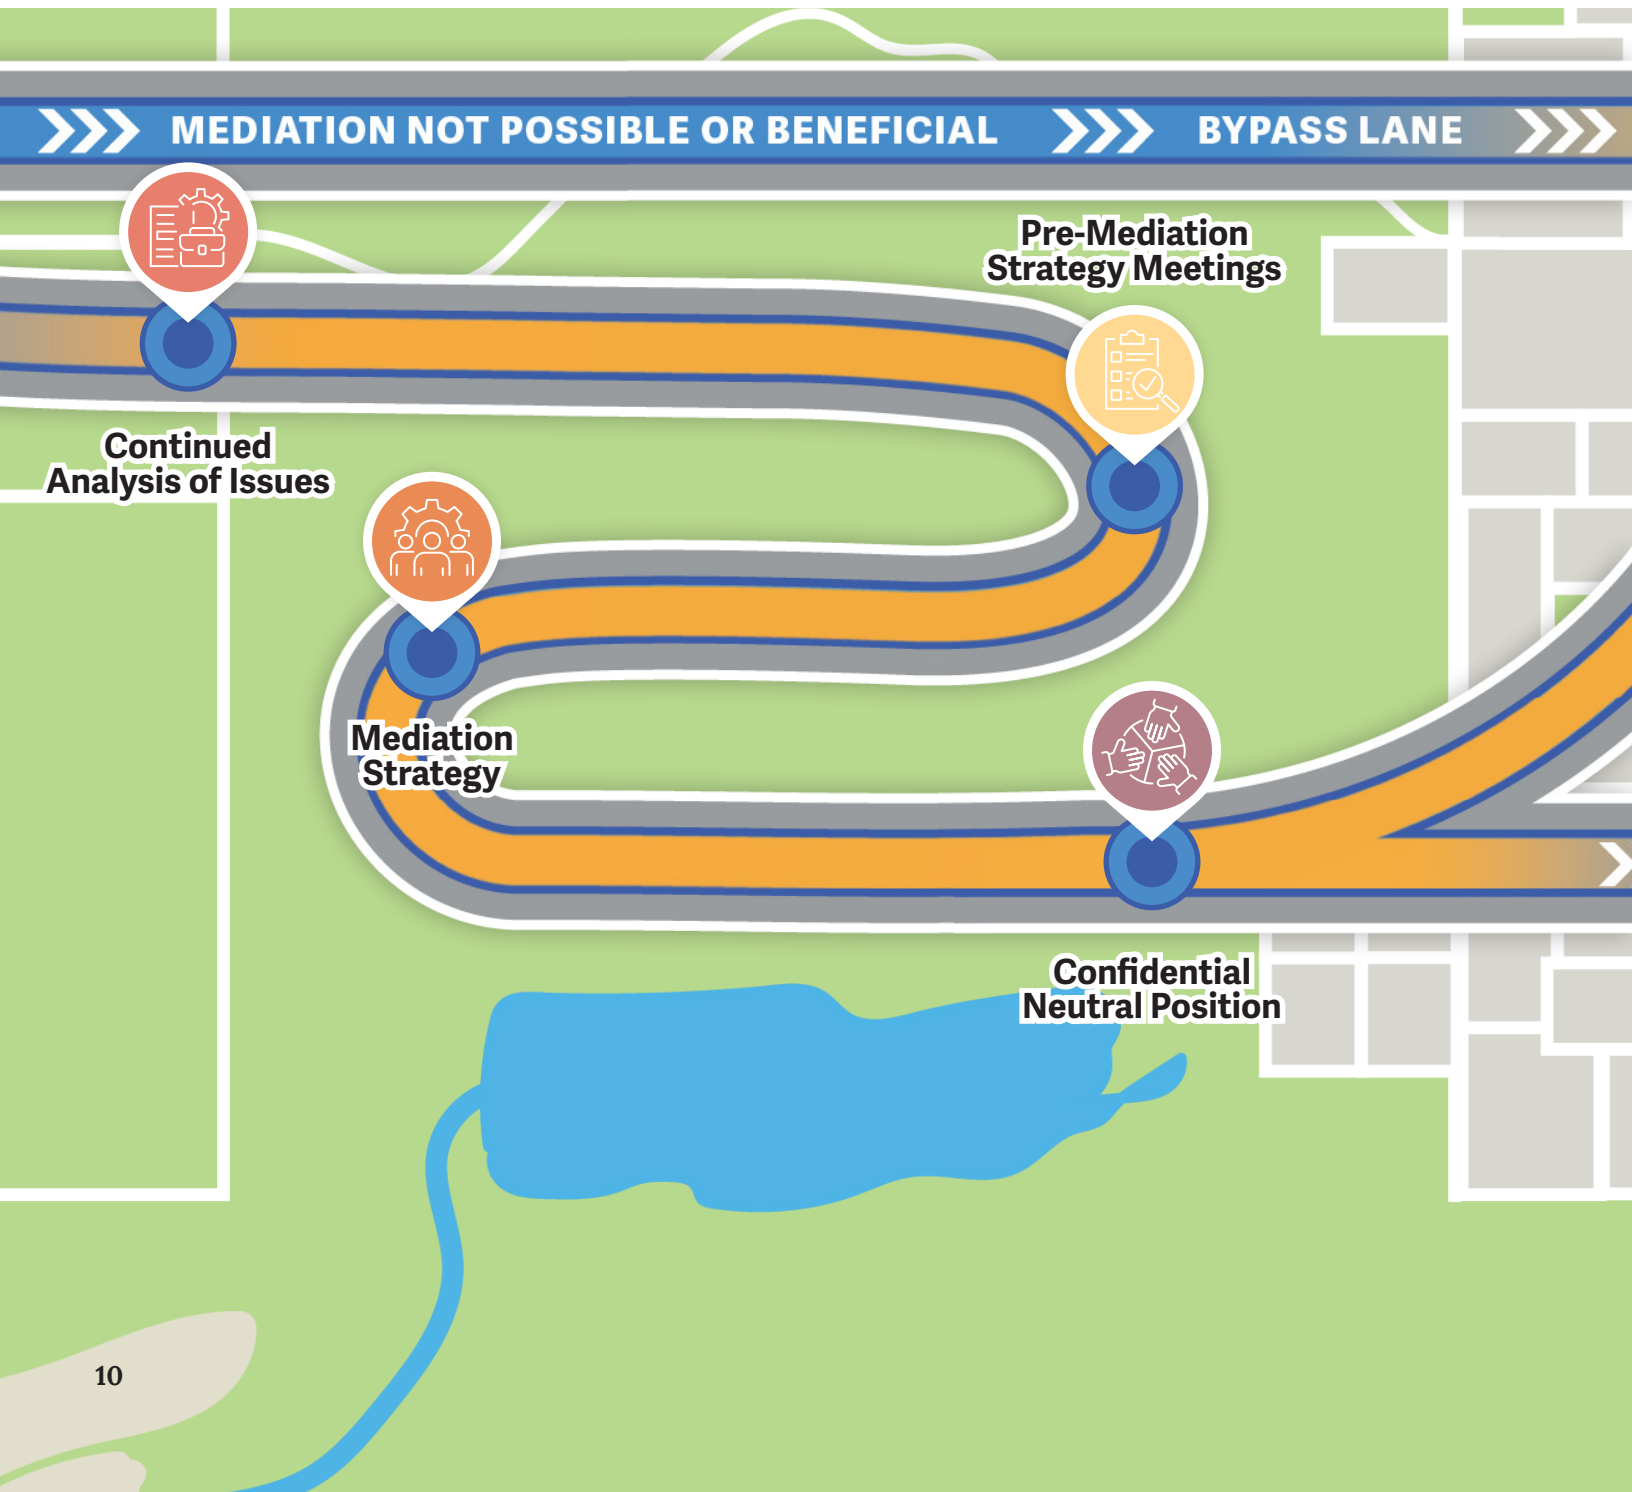 MEDIATION NOT POSSIBLE OR BENEFICIAL
BYPASS LANE
Pre-Mediation
Strategy Meetings
Continued
Analysis of Issues
Mediation
Strategy
Confidential
Neutral Position
10